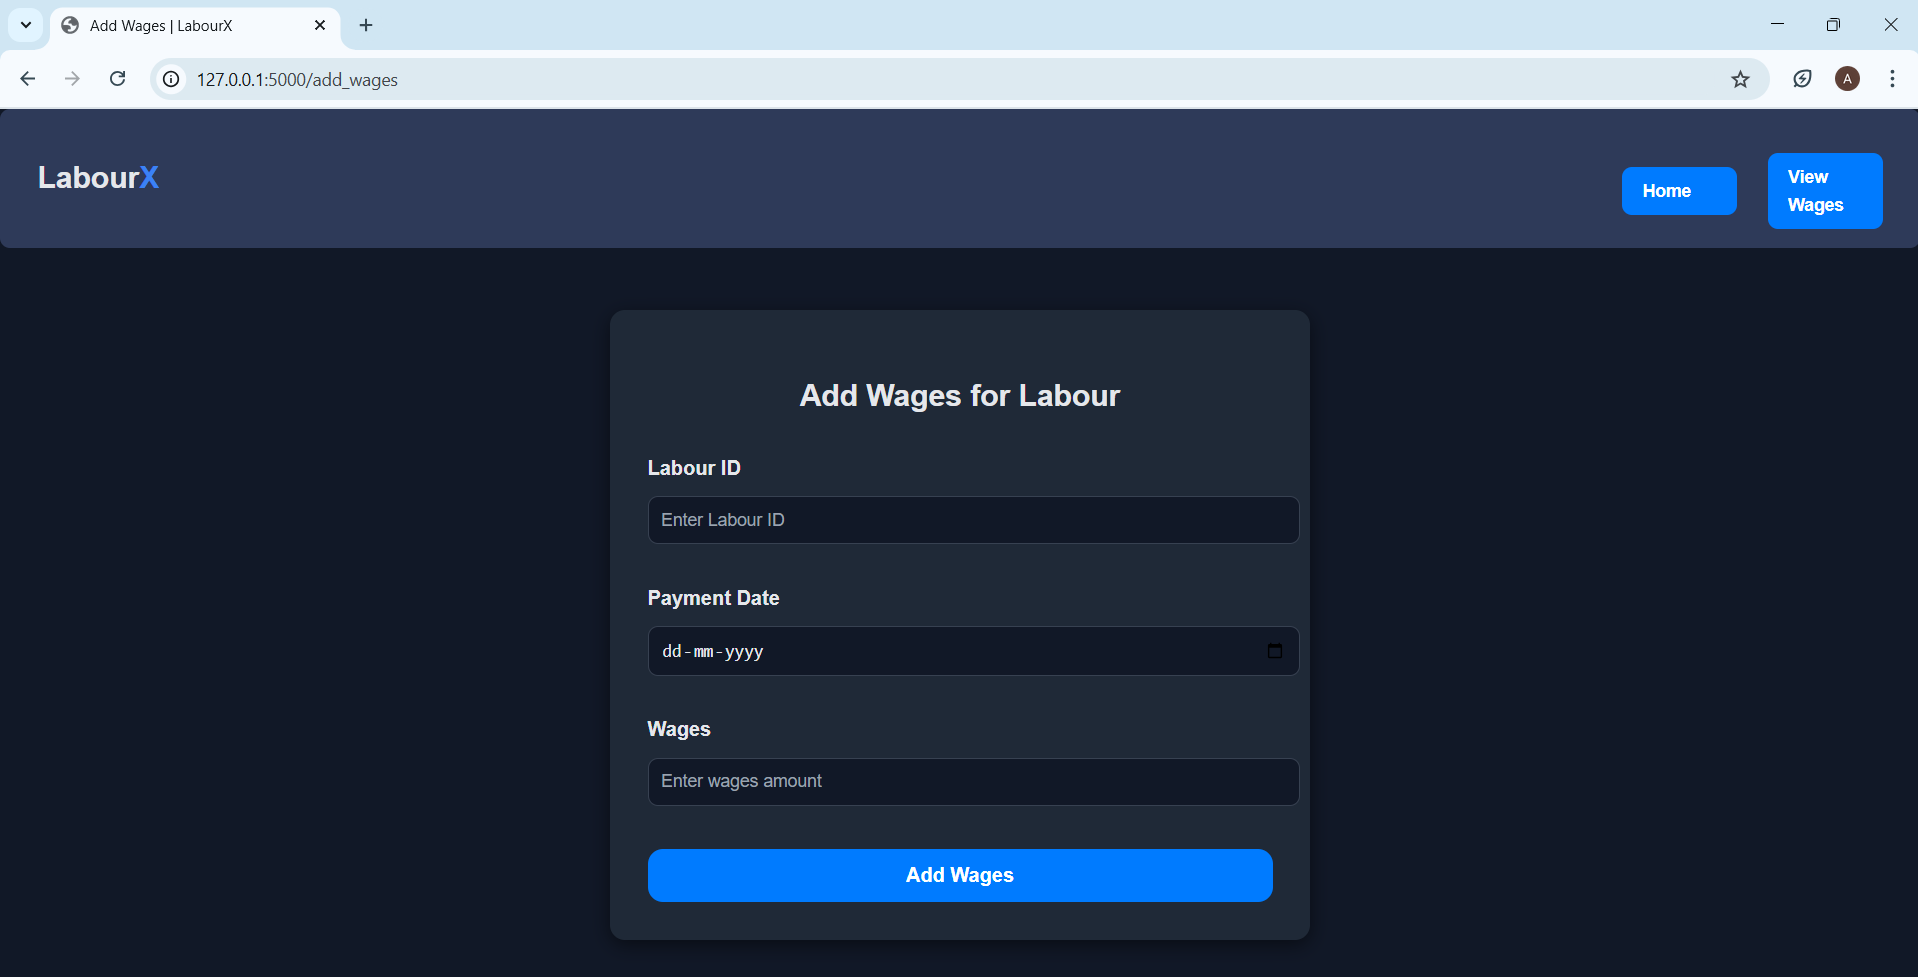 Add Wages | LabourX
127.0.0.1:5000/add_wages
A
LabourX
Home
View
Wages
Add Wages for Labour
Labour ID
Enter Labour ID
Payment Date
dd-mm-yyyy
Wages
Enter wages amount
Add Wages